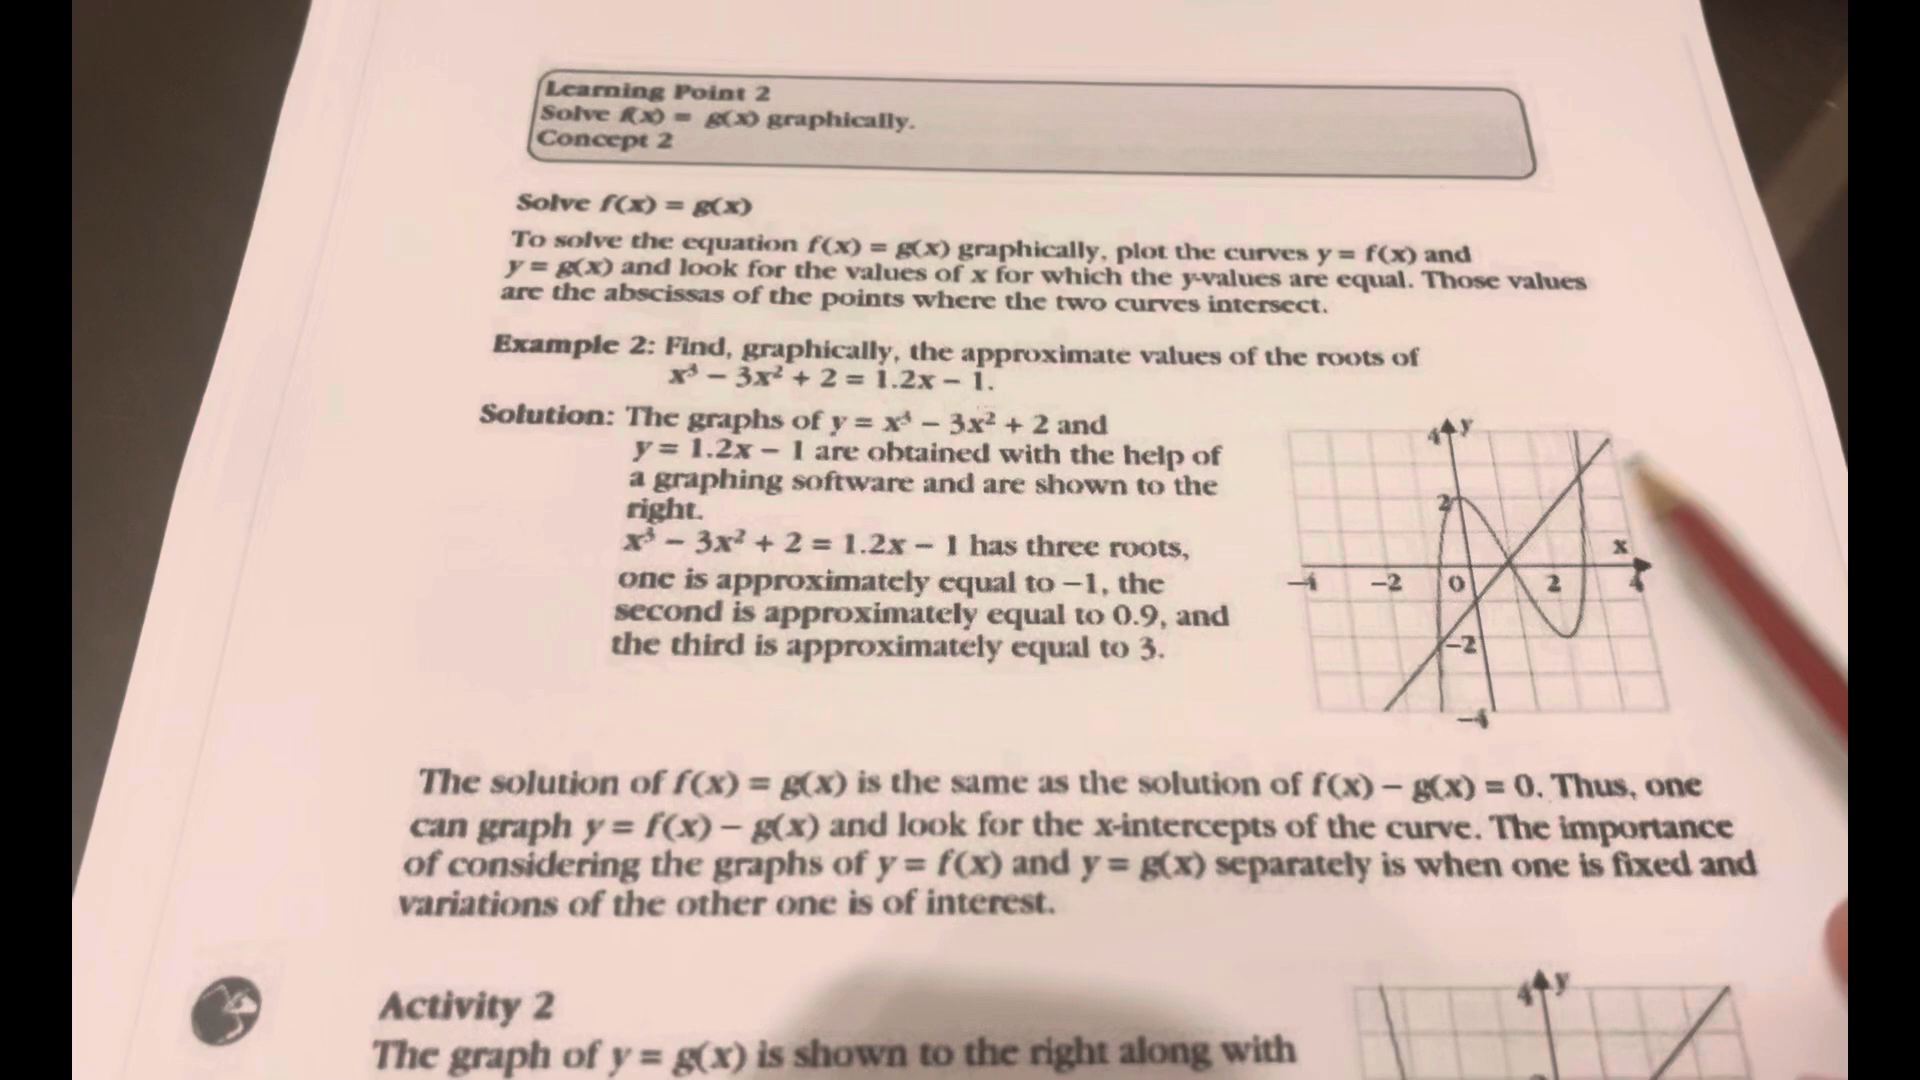 Learning Point 2
Solve f(x) = g(x) graphically.
Concept 2
Solve f(x) = g(x)
To solve the equation f(x) = g(x) graphically, plot the curves y = f(x) and
y = g(x) and look for the values of x for which the y-values are equal. Those values
are the abscissas of the points where the two curves intersect.
Example 2: Find, graphically, the approximate values of the roots of
x³ − 3x² + 2 = 1.2x − 1.
Solution: The graphs of y = x³ − 3x² + 2 and
y = 1.2x − 1 are obtained with the help of
a graphing software and are shown to the
right.
x³ − 3x² + 2 = 1.2x − 1 has three roots,
one is approximately equal to −1, the
second is approximately equal to 0.9, and
the third is approximately equal to 3.
4 y
2
x
−4 −2 0 2 4
−2
−4
The solution of f(x) = g(x) is the same as the solution of f(x) − g(x) = 0. Thus, one
can graph y = f(x) − g(x) and look for the x-intercepts of the curve. The importance
of considering the graphs of y = f(x) and y = g(x) separately is when one is fixed and
variations of the other one is of interest.
Activity 2
The graph of y = g(x) is shown to the right along with
4 y